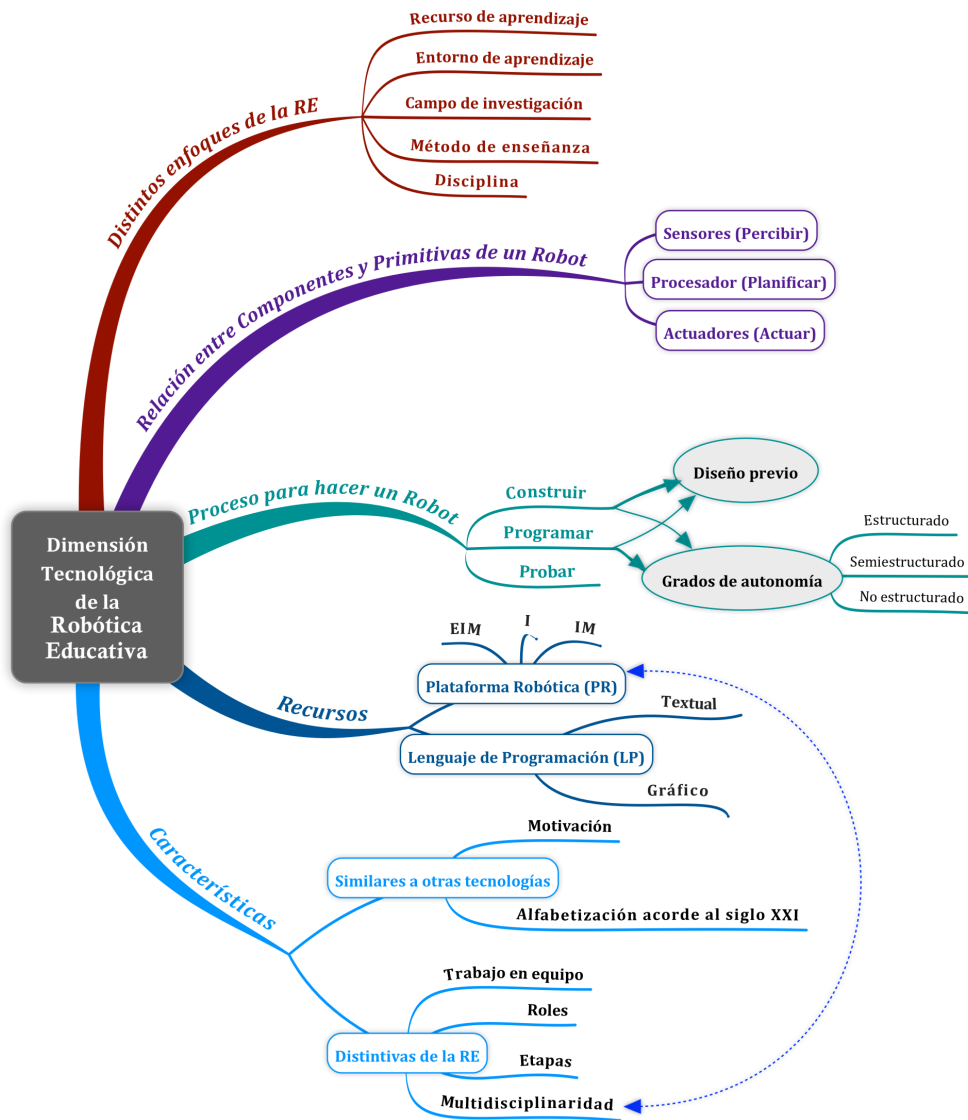 Distintos enfoques de la RE
Recurso de aprendizaje
Entorno de aprendizaje
Campo de investigación
Método de enseñanza
Disciplina
Relación entre Componentes y Primitivas de un Robot
Sensores (Percibir)
Procesador (Planificar)
Actuadores (Actuar)
Dimensión
Tecnológica
de la
Robótica
Educativa
Proceso para hacer un Robot
Construir
Programar
Probar
Diseño previo
Grados de autonomía
Estructurado
Semiestructurado
No estructurado
Recursos
EIM
I
IM
Plataforma Robótica (PR)
Lenguaje de Programación (LP)
Textual
Gráfico
Características
Similares a otras tecnologías
Motivación
Alfabetización acorde al siglo XXI
Distintivas de la RE
Trabajo en equipo
Roles
Etapas
Multidisciplinaridad